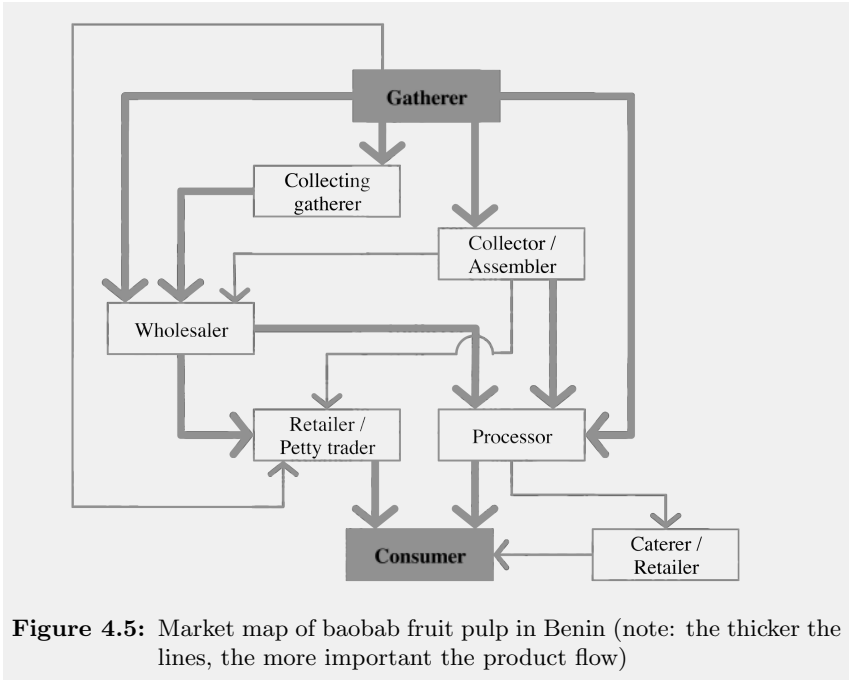 Gatherer
Collecting
gatherer
Collector /
Assembler
Wholesaler
Retailer /
Petty trader
Processor
Consumer
Caterer /
Retailer
Figure 4.5: Market map of baobab fruit pulp in Benin (note: the thicker the
lines, the more important the product flow)